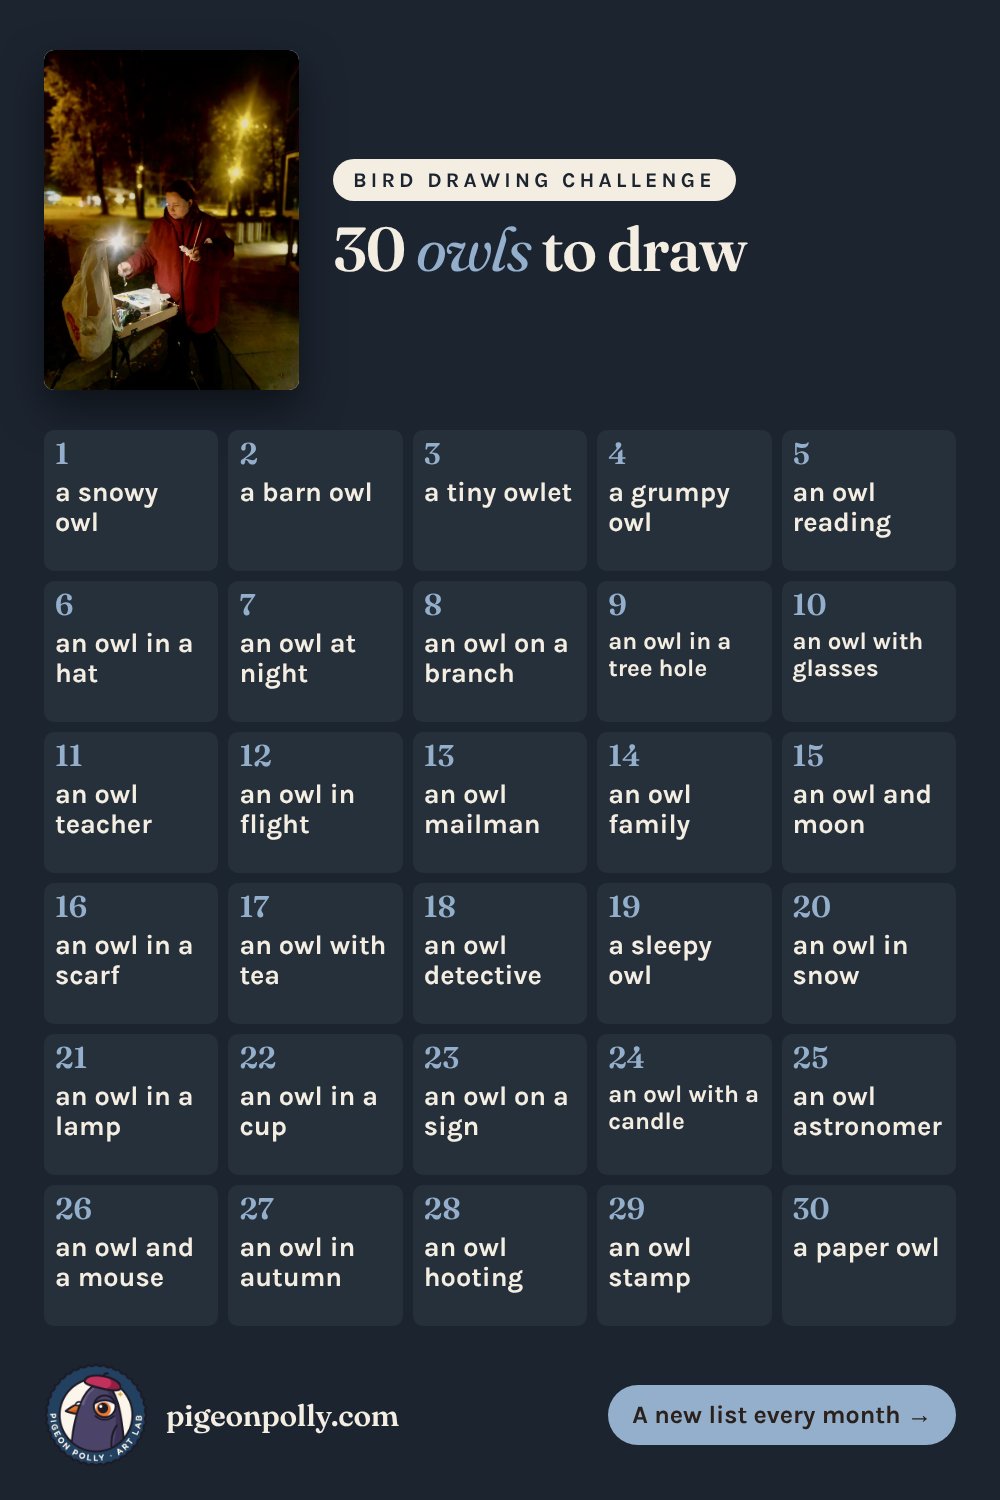 BIRD DRAWING CHALLENGE
30 owls to draw
1
a snowy
owl
2
a barn owl
3
a tiny owlet
4
a grumpy
owl
5
an owl
reading
6
an owl in a
hat
7
an owl at
night
8
an owl on a
branch
9
an owl in a
tree hole
10
an owl with
glasses
11
an owl
teacher
12
an owl in
flight
13
an owl
mailman
14
an owl
family
15
an owl and
moon
16
an owl in a
scarf
17
an owl with
tea
18
an owl
detective
19
a sleepy
owl
20
an owl in
snow
21
an owl in a
lamp
22
an owl in a
cup
23
an owl on a
sign
24
an owl with a
candle
25
an owl
astronomer
26
an owl and
a mouse
27
an owl in
autumn
28
an owl
hooting
29
an owl
stamp
30
a paper owl
PIGEON POLLY · ART LAB
pigeonpolly.com
A new list every month →